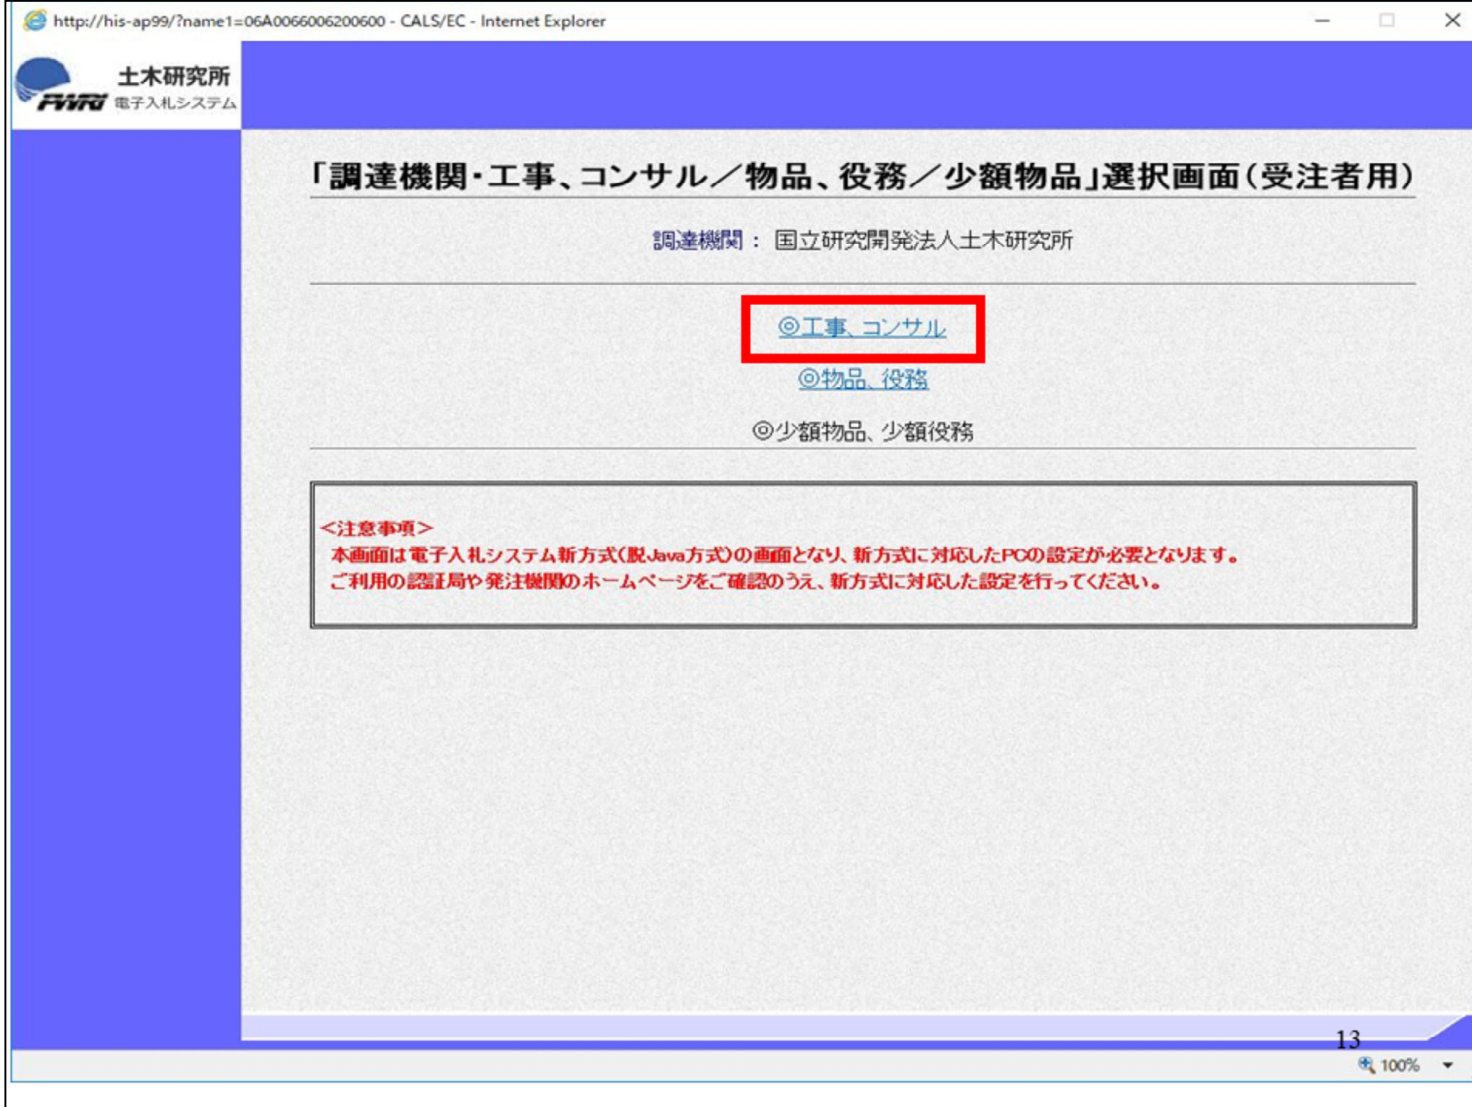 http://his-ap99/?name1=06A0066006200600 - CALS/EC - Internet Explorer
土木研究所
PWRI 電子入札システム
「調達機関・工事、コンサル／物品、役務／少額物品」選択画面（受注者用）
調達機関： 国立研究開発法人土木研究所
◎工事、コンサル
◎物品、役務
◎少額物品、少額役務
＜注意事項＞
本画面は電子入札システム新方式（脱Java方式）の画面となり、新方式に対応したPCの設定が必要となります。
ご利用の認証局や発注機関のホームページをご確認のうえ、新方式に対応した設定を行ってください。
13
100%